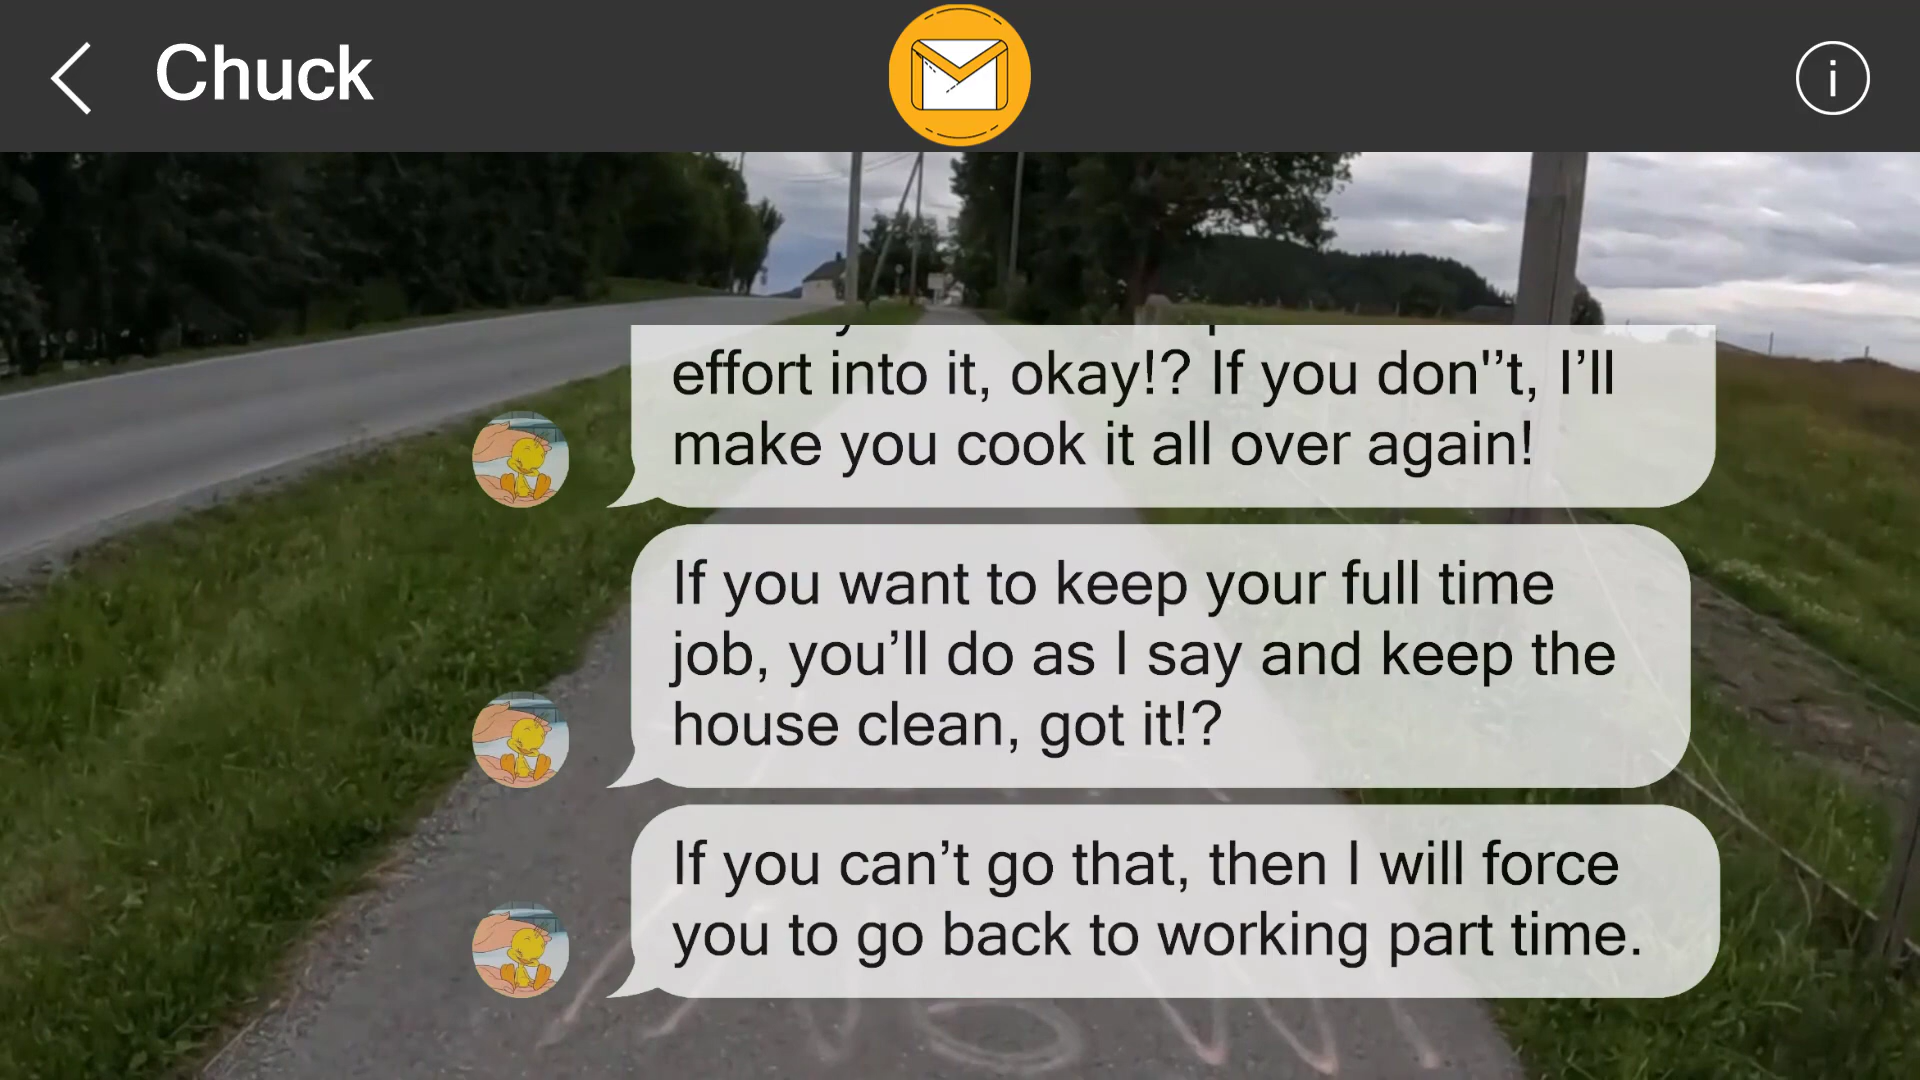 Chuck
effort into it, okay!? If you don"’t, I’ll
make you cook it all over again!
If you want to keep your full time
job, you’ll do as I say and keep the
house clean, got it!?
If you can’t go that, then I will force
you to go back to working part time.